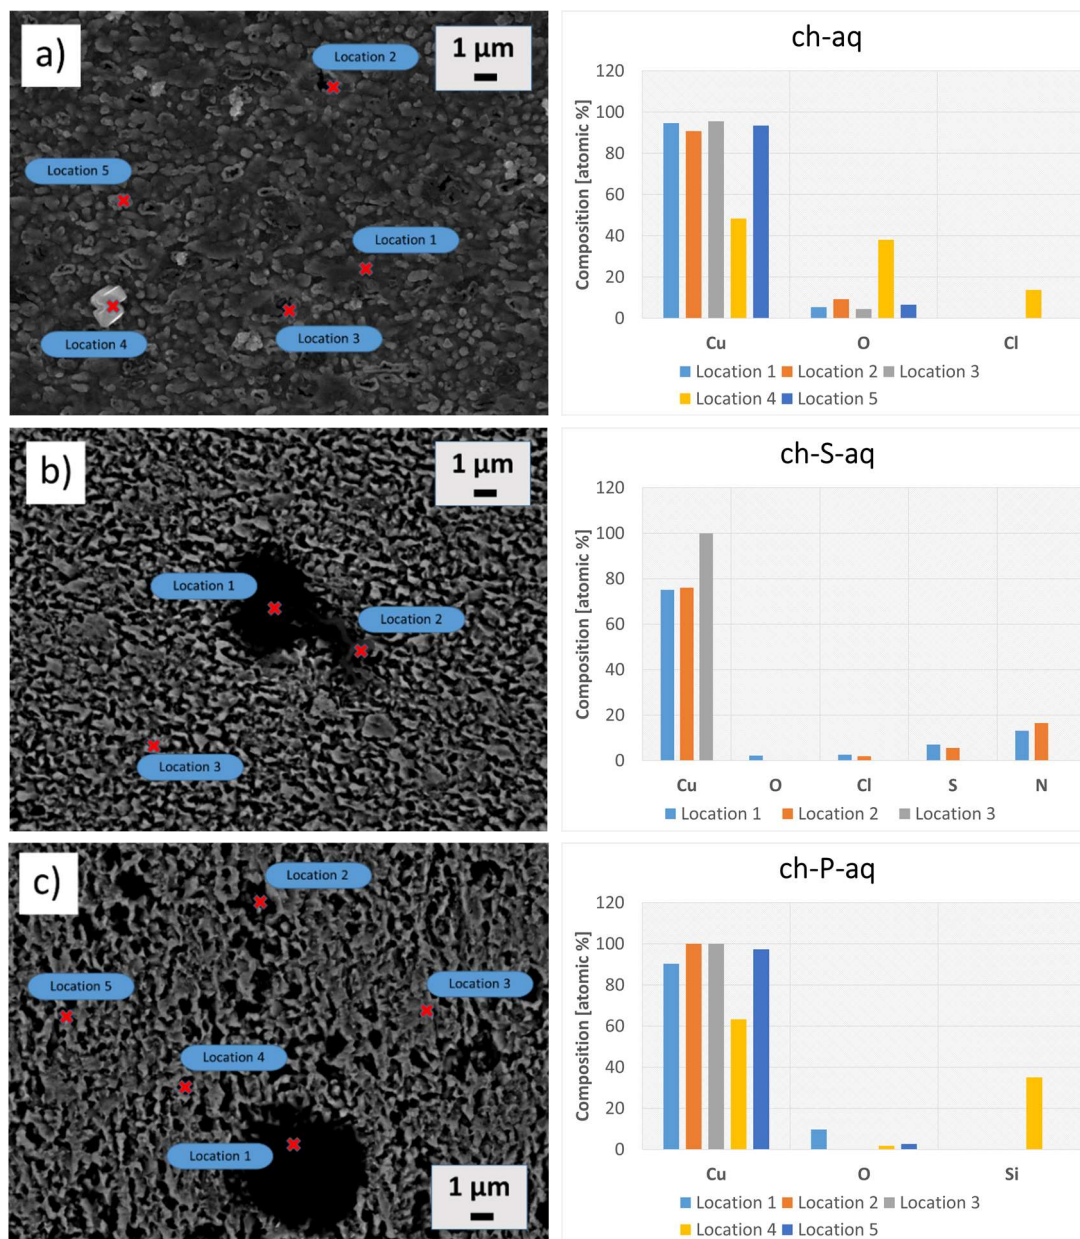 a)
1 µm
Location 2
Location 5
Location 1
Location 3
Location 4
ch-aq
Composition [atomic %]
120
100
80
60
40
20
0
Cu O Cl
Location 1 Location 2 Location 3
Location 4 Location 5
b)
1 µm
Location 1
Location 2
Location 3
ch-S-aq
Composition [atomic %]
120
100
80
60
40
20
0
Cu O Cl S N
Location 1 Location 2 Location 3
c)
Location 2
Location 5
Location 3
Location 4
Location 1
1 µm
ch-P-aq
Composition [atomic %]
120
100
80
60
40
20
0
Cu O Si
Location 1 Location 2 Location 3
Location 4 Location 5